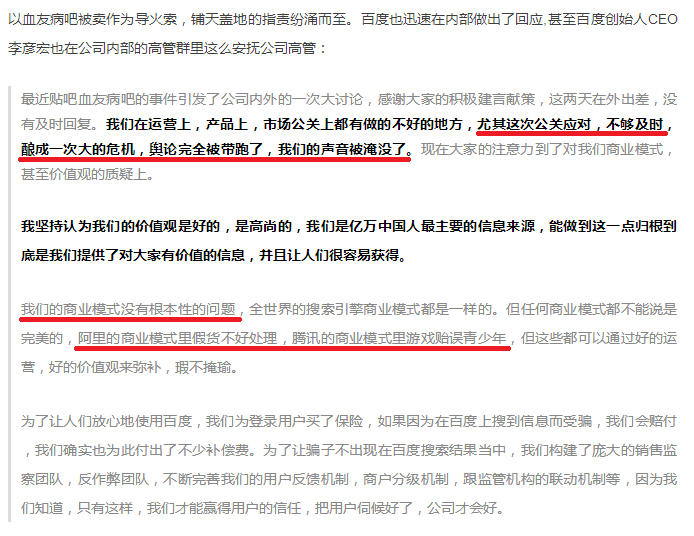 以血友病吧被卖作为导火索，铺天盖地的指责纷涌而至。百度也迅速在内部做出了回应,甚至百度创始人CEO
李彦宏也在公司内部的高管群里这么安抚公司高管：
最近贴吧血友病吧的事件引发了公司内外的一次大讨论，感谢大家的积极建言献策，这两天在外出差，没
有及时回复。我们在运营上，产品上，市场公关上都有做的不好的地方，尤其这次公关应对，不够及时，
酿成一次大的危机，舆论完全被带跑了，我们的声音被淹没了。现在大家的注意力到了对我们商业模式，
甚至价值观的质疑上。
我坚持认为我们的价值观是好的，是高尚的，我们是亿万中国人最主要的信息来源，能做到这一点归根到
底是我们提供了对大家有价值的信息，并且让人们很容易获得。
我们的商业模式没有根本性的问题，全世界的搜索引擎商业模式都是一样的。但任何商业模式都不能说是
完美的，阿里的商业模式里假货不好处理，腾讯的商业模式里游戏贻误青少年，但这些都可以通过好的运
营，好的价值观来弥补，瑕不掩瑜。
为了让人们放心地使用百度，我们为登录用户买了保险，如果因为在百度上搜到信息而受骗，我们会赔付
，我们确实也为此付出了不少补偿费。为了让骗子不出现在百度搜索结果当中，我们构建了庞大的销售监
察团队，反作弊团队，不断完善我们的用户反馈机制，商户分级机制，跟监管机构的联动机制等，因为我
们知道，只有这样，我们才能赢得用户的信任，把用户伺候好了，公司才会好。